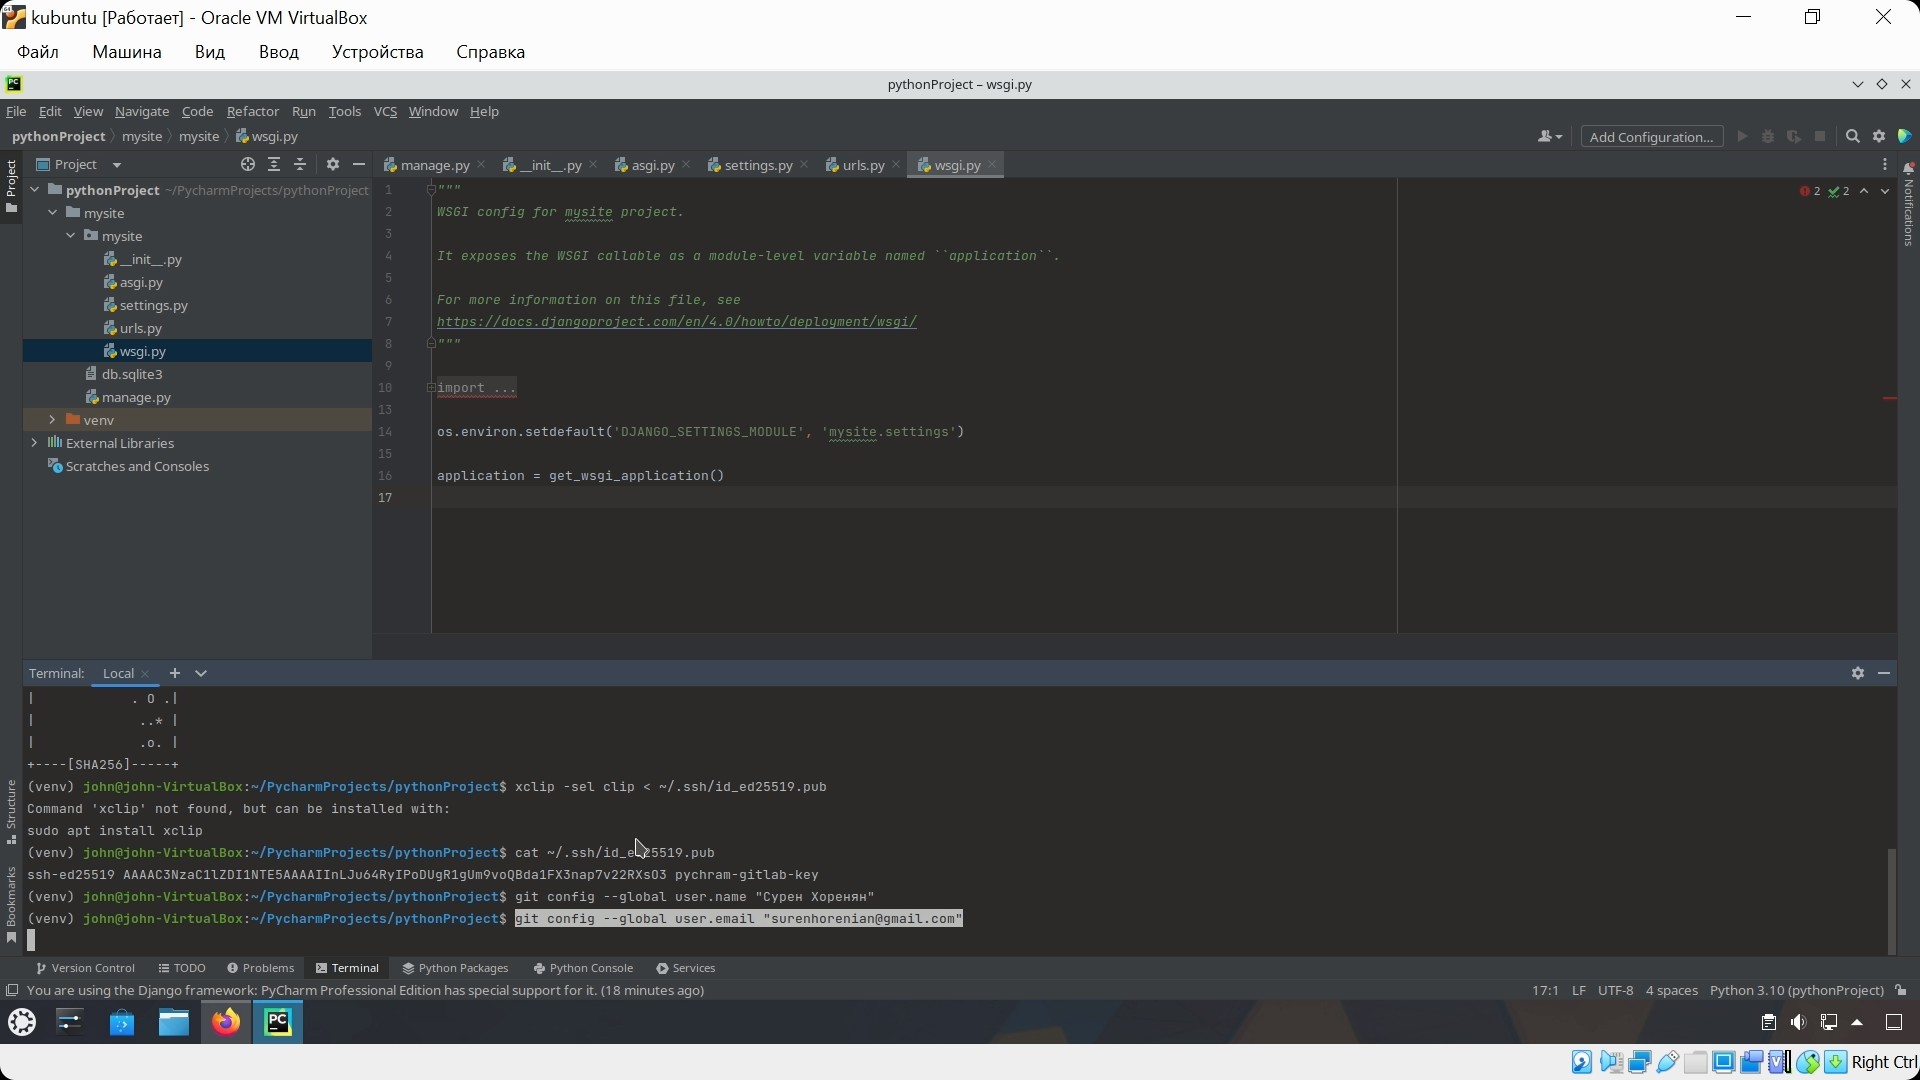 kubuntu [Работает] - Oracle VM VirtualBox
Файл Машина Вид Ввод Устройства Справка
pythonProject – wsgi.py
File Edit View Navigate Code Refactor Run Tools VCS Window Help
pythonProject mysite mysite wsgi.py
Add Configuration...
Project
Project
manage.py __init__.py asgi.py settings.py urls.py wsgi.py
Notifications
pythonProject ~/PycharmProjects/pythonProject
mysite
mysite
__init__.py
asgi.py
settings.py
urls.py
wsgi.py
db.sqlite3
manage.py
venv
External Libraries
Scratches and Consoles
2 2
1 """
2 WSGI config for mysite project.
3
4 It exposes the WSGI callable as a module-level variable named ``application``.
5
6 For more information on this file, see
7 https://docs.djangoproject.com/en/4.0/howto/deployment/wsgi/
8 """
9
10 import ...
13
14 os.environ.setdefault('DJANGO_SETTINGS_MODULE', 'mysite.settings')
15
16 application = get_wsgi_application()
17
Terminal: Local
| . O .|
| ..* |
| .o. |
+----[SHA256]-----+
(venv) john@john-VirtualBox:~/PycharmProjects/pythonProject$ xclip -sel clip < ~/.ssh/id_ed25519.pub
Command 'xclip' not found, but can be installed with:
sudo apt install xclip
(venv) john@john-VirtualBox:~/PycharmProjects/pythonProject$ cat ~/.ssh/id_ed25519.pub
ssh-ed25519 AAAAC3NzaC1lZDI1NTE5AAAAIInLJu64RyIPoDUgR1gUm9voQBda1FX3nap7v22RXsO3 pychram-gitlab-key
(venv) john@john-VirtualBox:~/PycharmProjects/pythonProject$ git config --global user.name "Сурен Хоренян"
(venv) john@john-VirtualBox:~/PycharmProjects/pythonProject$ git config --global user.email "surenhorenian@gmail.com"
Structure
Bookmarks
Version Control TODO Problems Terminal Python Packages Python Console Services
You are using the Django framework: PyCharm Professional Edition has special support for it. (18 minutes ago)
17:1 LF UTF-8 4 spaces Python 3.10 (pythonProject)
Right Ctrl